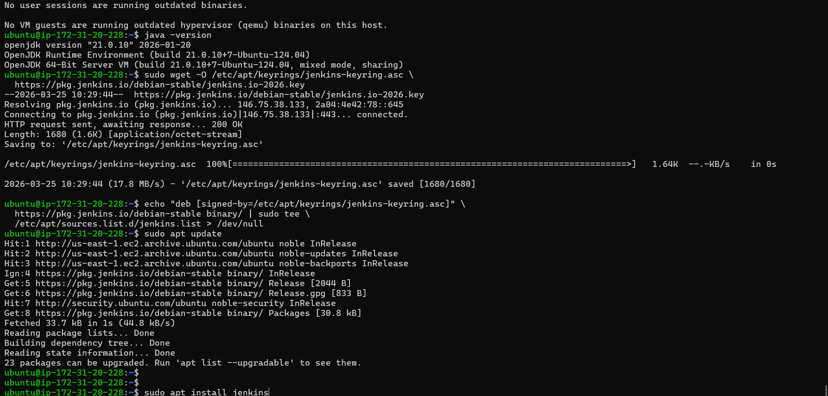 No user sessions are running outdated binaries.
No VM guests are running outdated hypervisor (qemu) binaries on this host.
ubuntu@ip-172-31-20-228:~$ java -version
openjdk version "21.0.10" 2026-01-20
OpenJDK Runtime Environment (build 21.0.10+7-Ubuntu-124.04)
OpenJDK 64-Bit Server VM (build 21.0.10+7-Ubuntu-124.04, mixed mode, sharing)
ubuntu@ip-172-31-20-228:~$ sudo wget -O /etc/apt/keyrings/jenkins-keyring.asc \
  https://pkg.jenkins.io/debian-stable/jenkins.io-2026.key
--2026-03-25 10:29:44--  https://pkg.jenkins.io/debian-stable/jenkins.io-2026.key
Resolving pkg.jenkins.io (pkg.jenkins.io)... 146.75.38.133, 2a04:4e42:78::645
Connecting to pkg.jenkins.io (pkg.jenkins.io)|146.75.38.133|:443... connected.
HTTP request sent, awaiting response... 200 OK
Length: 1680 (1.6K) [application/octet-stream]
Saving to: ‘/etc/apt/keyrings/jenkins-keyring.asc’
/etc/apt/keyrings/jenkins-keyring.asc  100%[==============================================================================>]   1.64K  --.-KB/s    in 0s
2026-03-25 10:29:44 (17.8 MB/s) - ‘/etc/apt/keyrings/jenkins-keyring.asc’ saved [1680/1680]
ubuntu@ip-172-31-20-228:~$ echo "deb [signed-by=/etc/apt/keyrings/jenkins-keyring.asc]" \
  https://pkg.jenkins.io/debian-stable binary/ | sudo tee \
  /etc/apt/sources.list.d/jenkins.list > /dev/null
ubuntu@ip-172-31-20-228:~$ sudo apt update
Hit:1 http://us-east-1.ec2.archive.ubuntu.com/ubuntu noble InRelease
Hit:2 http://us-east-1.ec2.archive.ubuntu.com/ubuntu noble-updates InRelease
Hit:3 http://us-east-1.ec2.archive.ubuntu.com/ubuntu noble-backports InRelease
Ign:4 https://pkg.jenkins.io/debian-stable binary/ InRelease
Get:5 https://pkg.jenkins.io/debian-stable binary/ Release [2044 B]
Get:6 https://pkg.jenkins.io/debian-stable binary/ Release.gpg [833 B]
Hit:7 http://security.ubuntu.com/ubuntu noble-security InRelease
Get:8 https://pkg.jenkins.io/debian-stable binary/ Packages [30.8 kB]
Fetched 33.7 kB in 1s (44.8 kB/s)
Reading package lists... Done
Building dependency tree... Done
Reading state information... Done
23 packages can be upgraded. Run 'apt list --upgradable' to see them.
ubuntu@ip-172-31-20-228:~$
ubuntu@ip-172-31-20-228:~$
ubuntu@ip-172-31-20-228:~$ sudo apt install jenkins